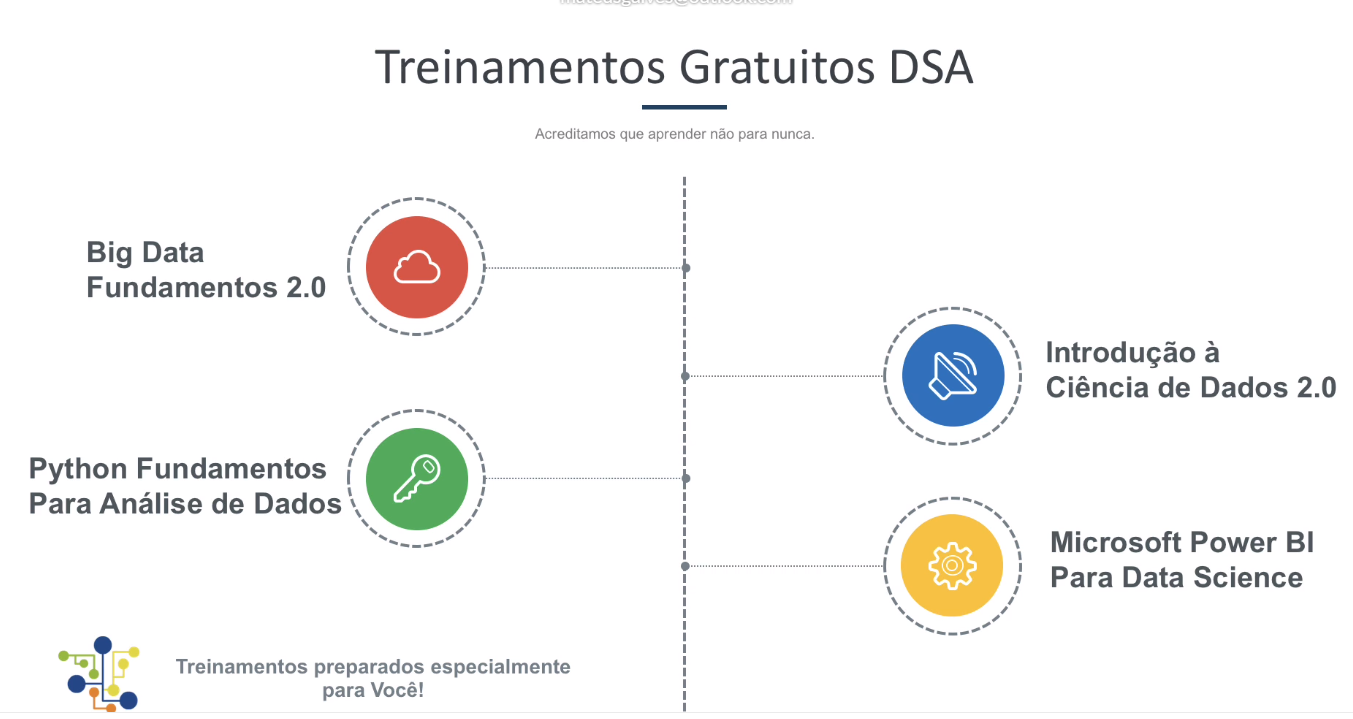 Treinamentos Gratuitos DSA
Acreditamos que aprender não para nunca.
Big Data
Fundamentos 2.0
Introdução à
Ciência de Dados 2.0
Python Fundamentos
Para Análise de Dados
Microsoft Power BI
Para Data Science
Treinamentos preparados especialmente
para Você!